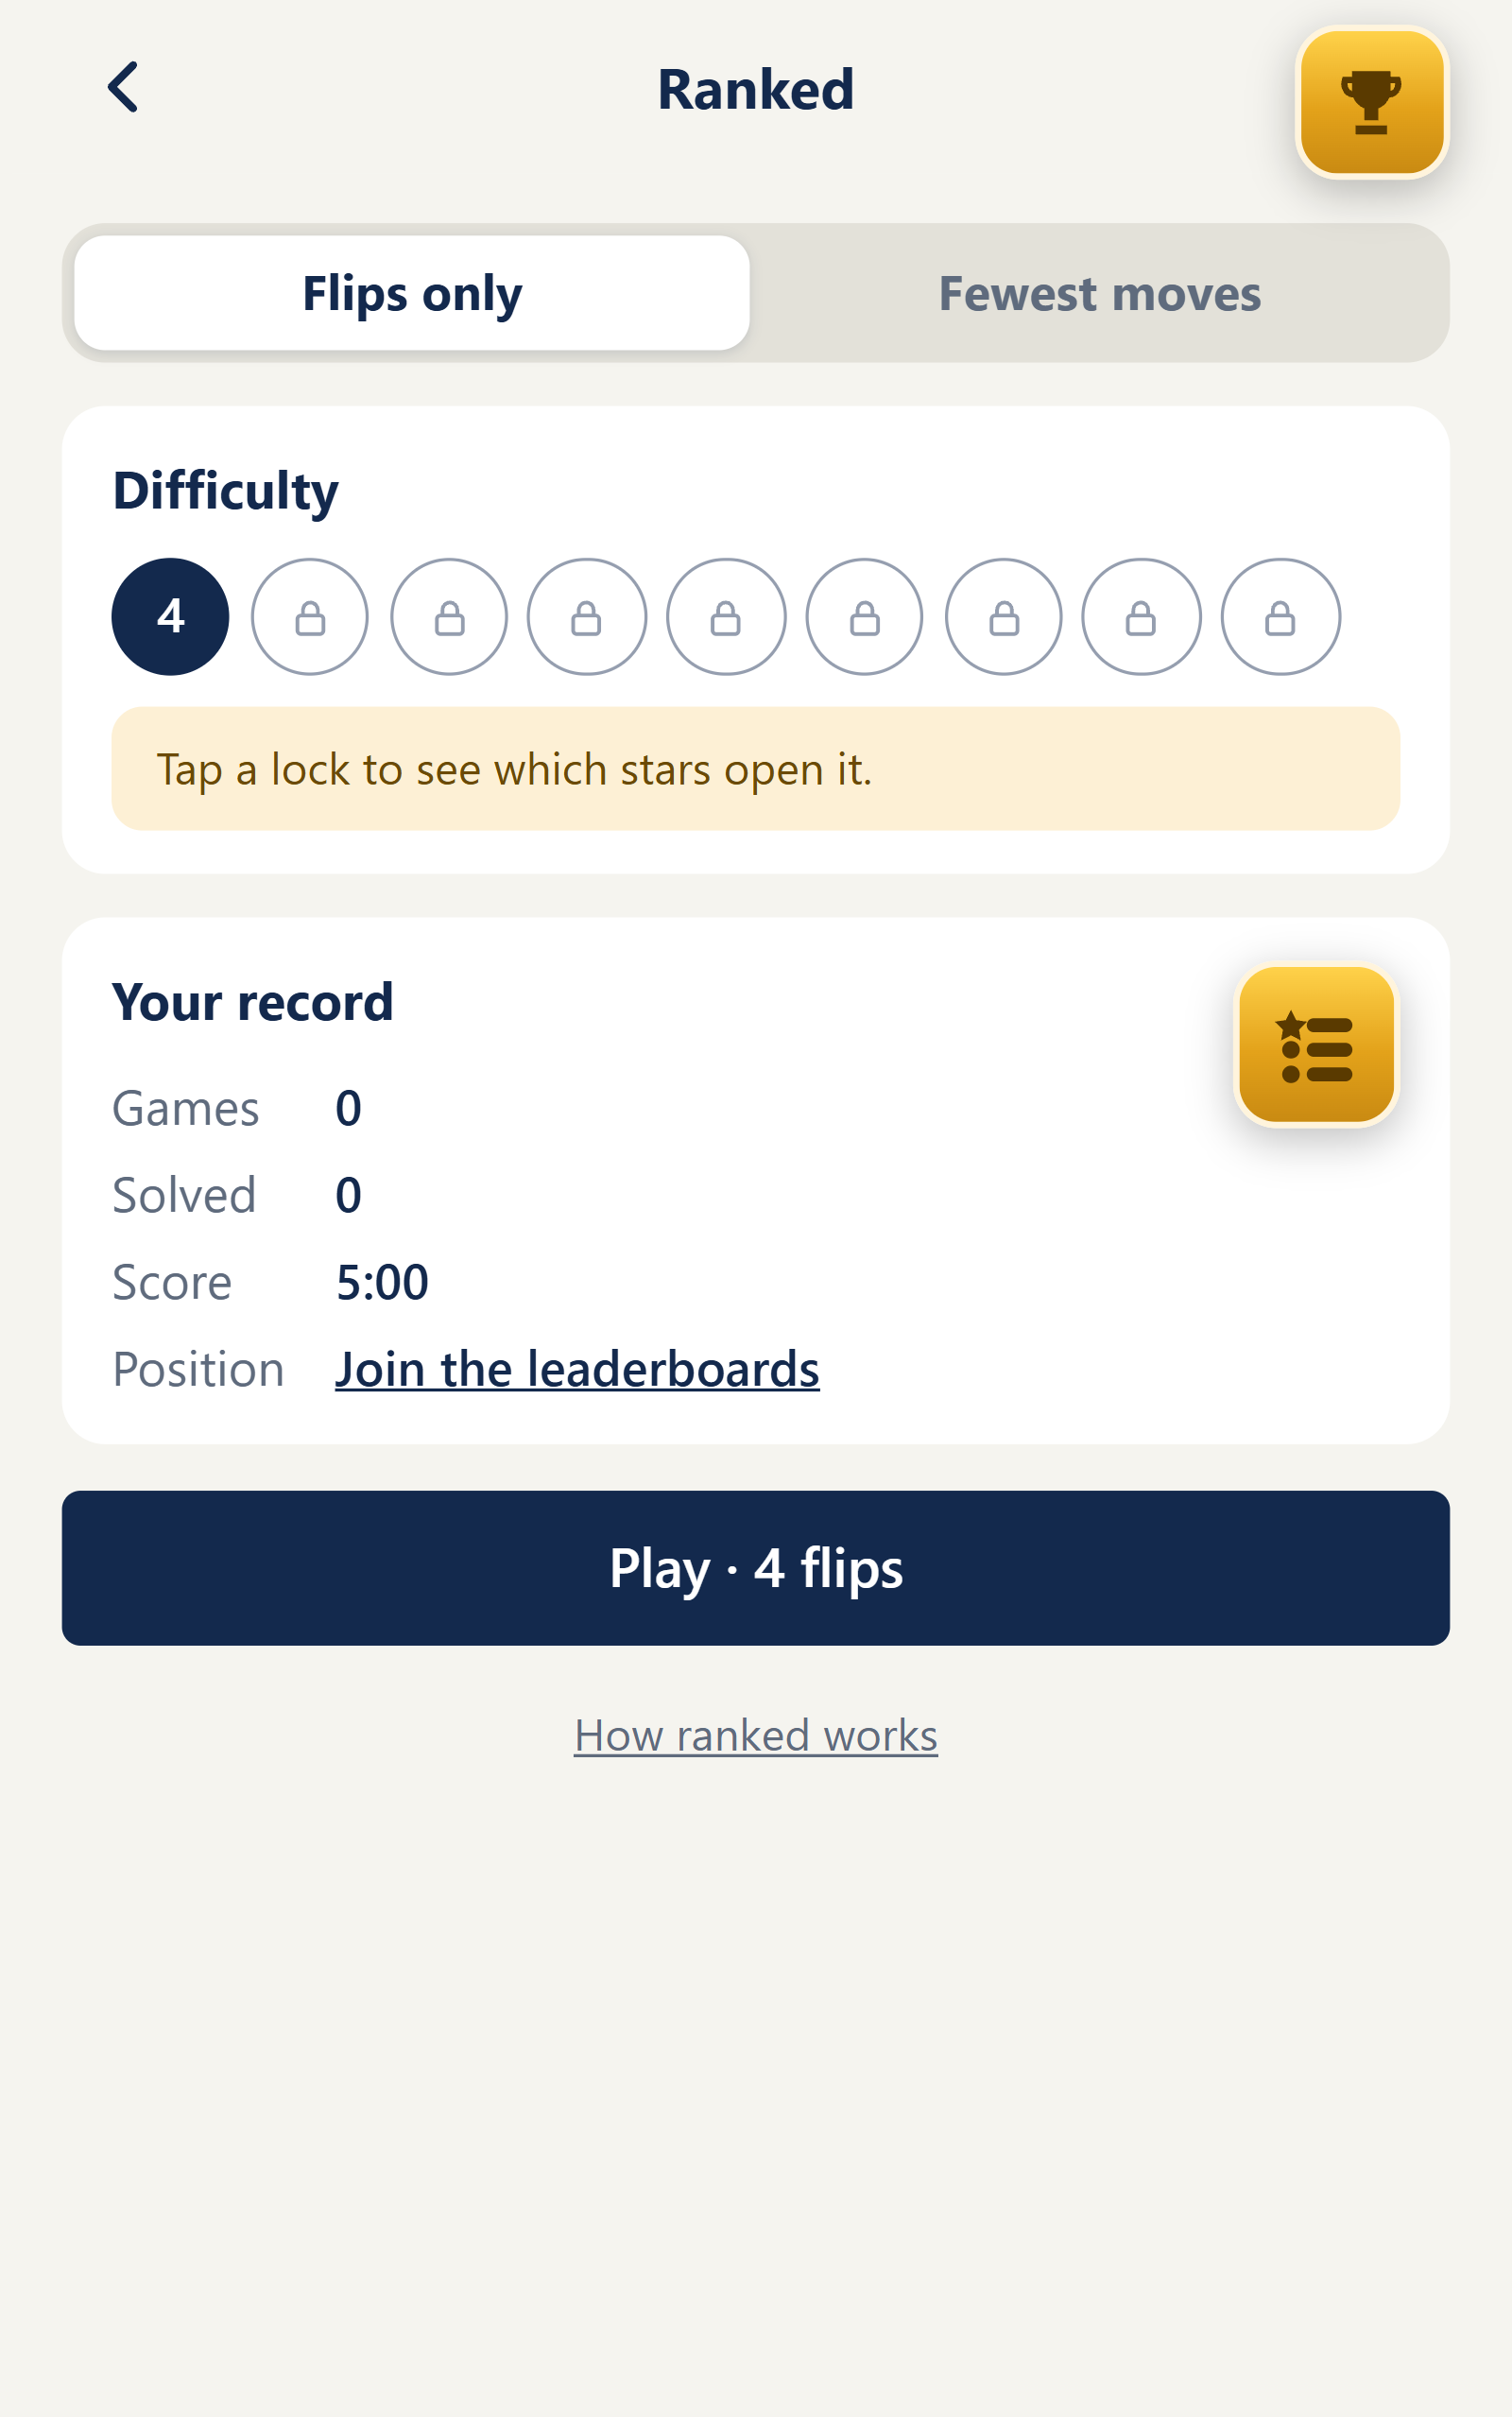 Ranked
Flips only
Fewest moves
Difficulty
4
Tap a lock to see which stars open it.
Your record
Games 0
Solved 0
Score 5:00
Position Join the leaderboards
Play · 4 flips
How ranked works